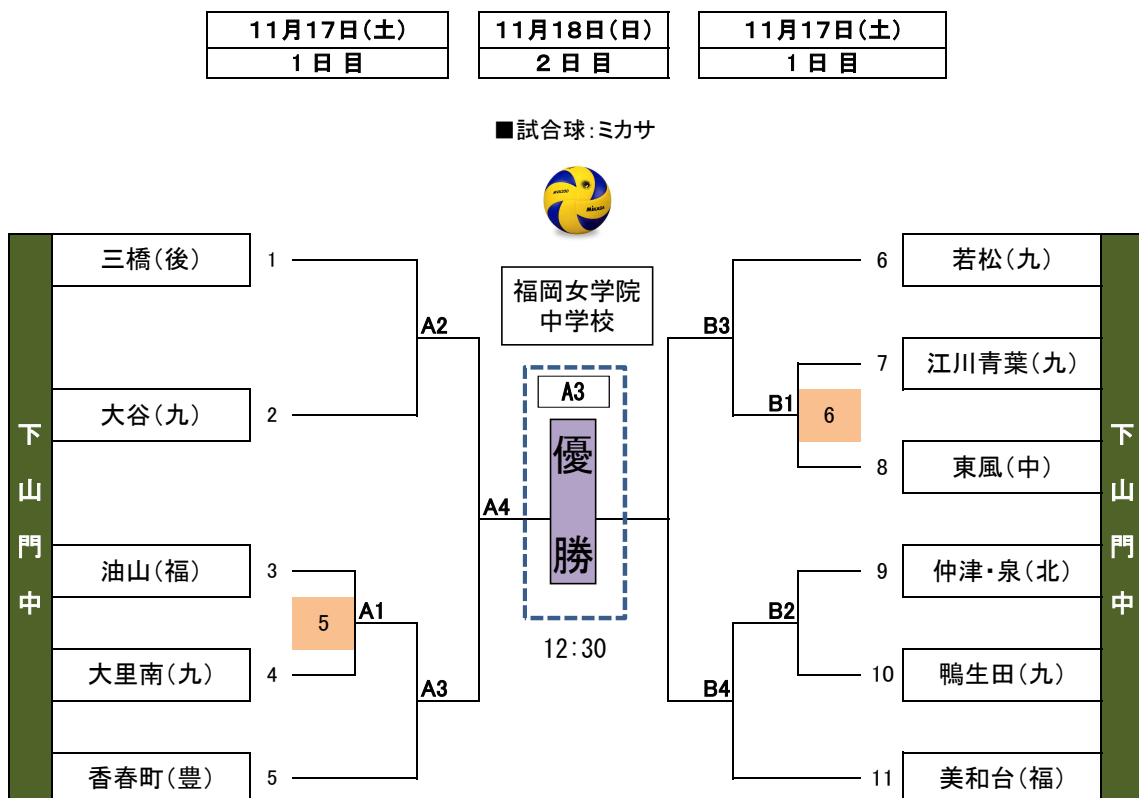 11月17日(土)
1日目
11月18日(日)
2日目
11月17日(土)
1日目
■試合球:ミカサ
MIKASA
下山門中
三橋(後)
1
大谷(九)
2
油山(福)
3
大里南(九)
4
香春町(豊)
5
A2
5
A1
A3
A4
福岡女学院
中学校
A3
優勝
12:30
B3
B1
6
B2
B4
6
若松(九)
7
江川青葉(九)
8
東風(中)
9
仲津・泉(北)
10
鴨生田(九)
11
美和台(福)
下山門中